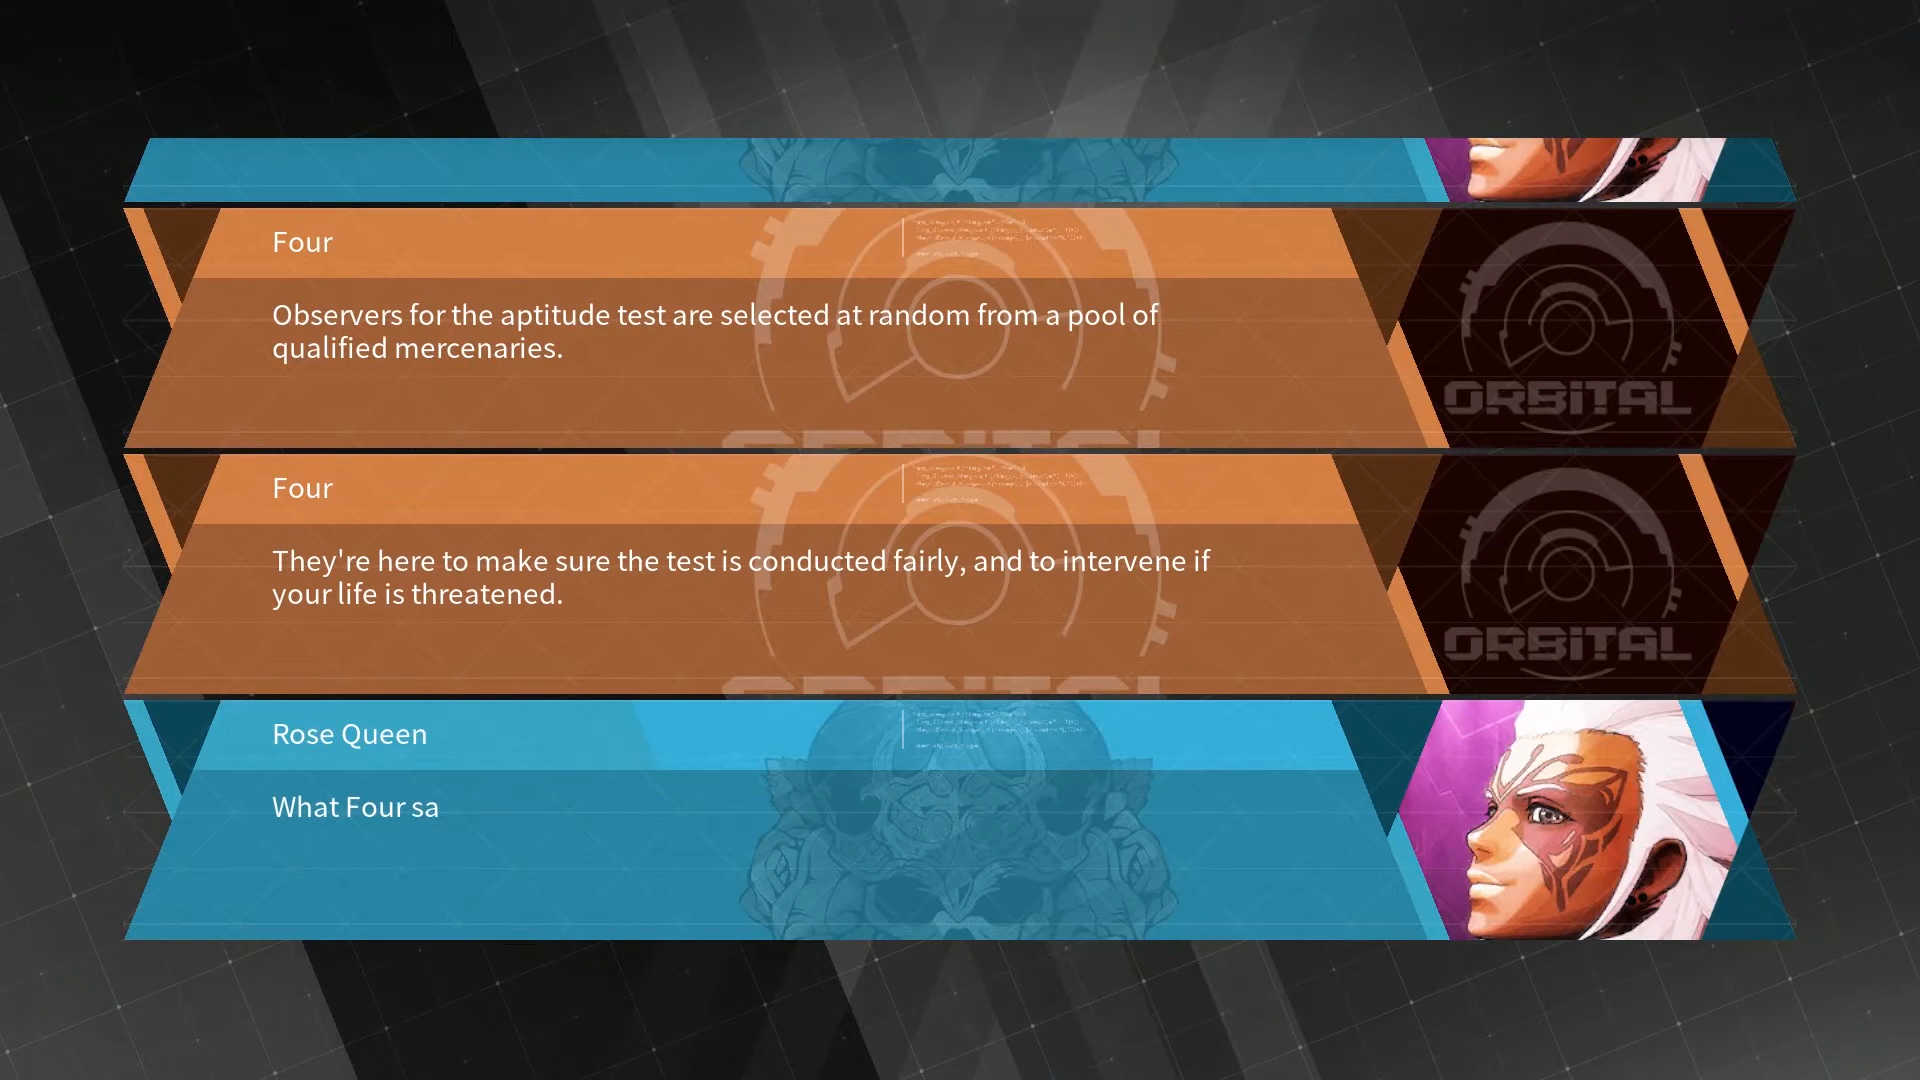 Four
Observers for the aptitude test are selected at random from a pool of
qualified mercenaries.
ORBITAL
Four
They're here to make sure the test is conducted fairly, and to intervene if
your life is threatened.
ORBITAL
Rose Queen
What Four sa